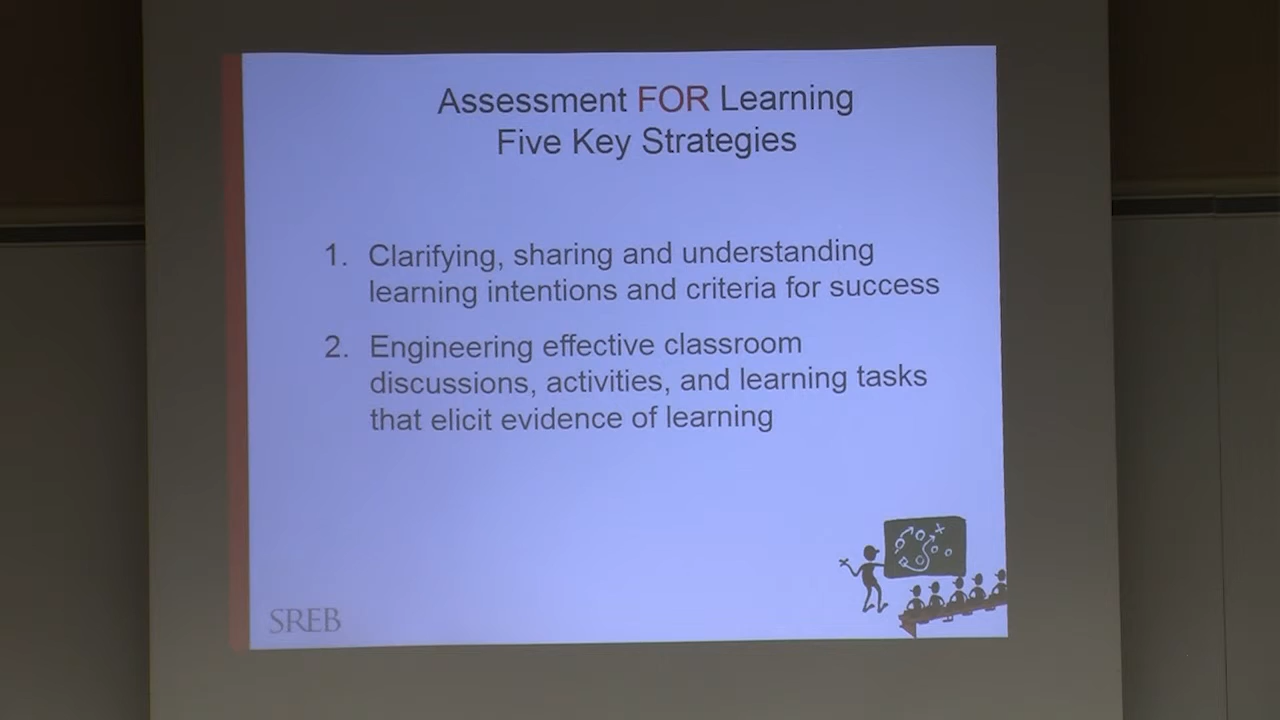 Assessment FOR Learning
Five Key Strategies
1. Clarifying, sharing and understanding
learning intentions and criteria for success
2. Engineering effective classroom
discussions, activities, and learning tasks
that elicit evidence of learning
SREB